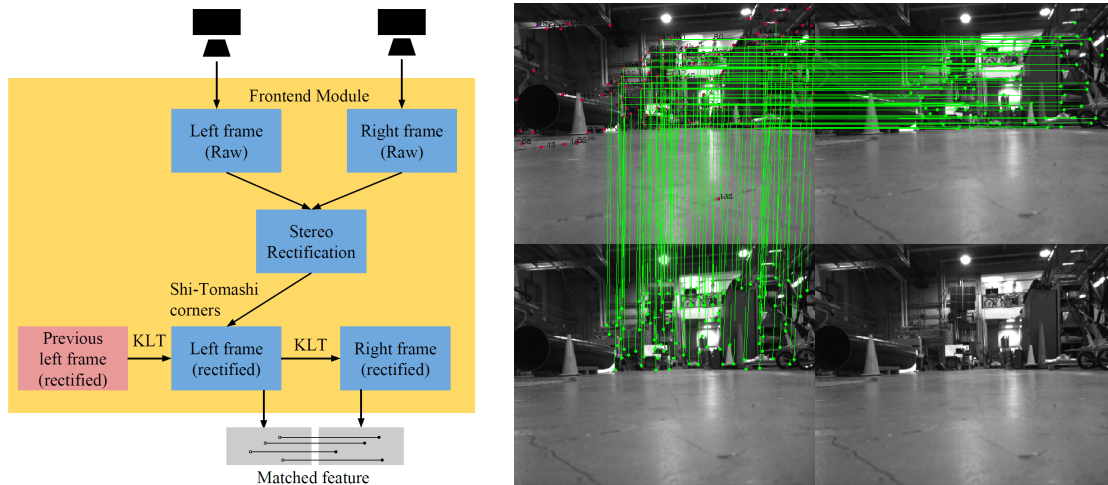 Frontend Module
Left frame
(Raw)
Right frame
(Raw)
Stereo
Rectification
Shi-Tomashi
corners
Previous
left frame
(rectified)
KLT
Left frame
(rectified)
KLT
Right frame
(rectified)
Matched feature